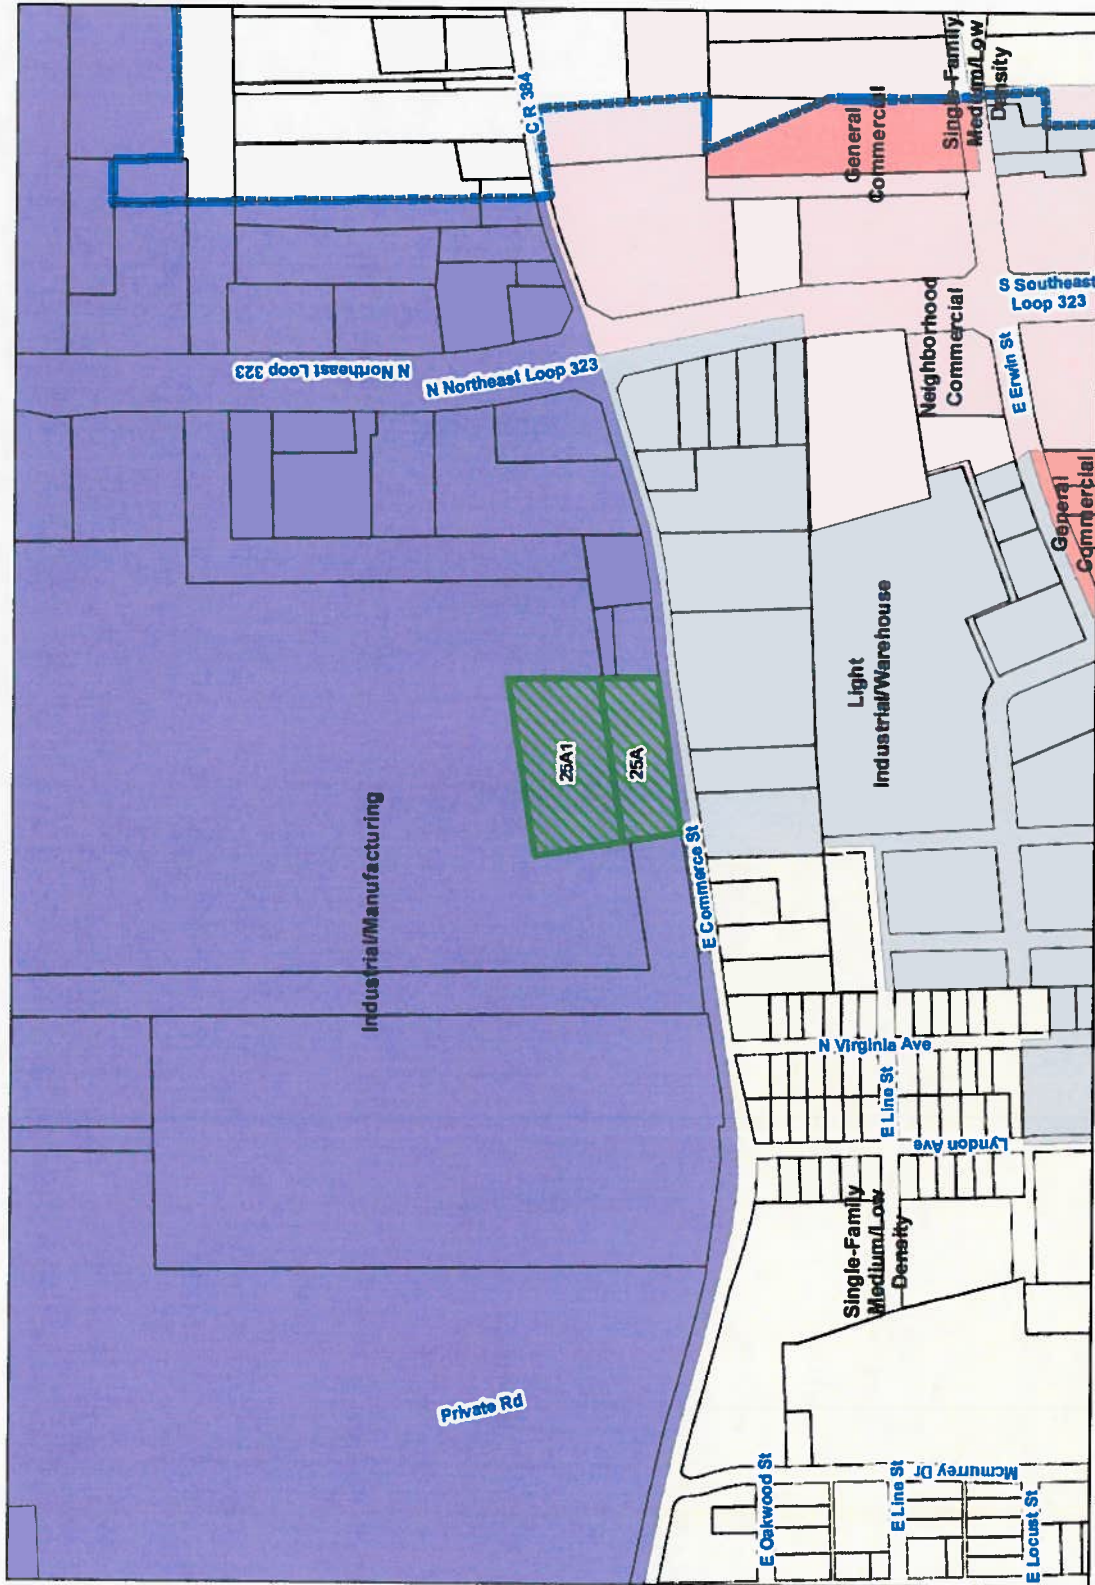 C R 384
Single-Family
Medium/Low
Density
General
Commercial
S Southeast
Loop 323
Neighborhood
Commercial
N Northeast Loop 323
N Northeast Loop 323
E Erwin St
General
Commercial
Light
Industrial/Warehouse
25A1
25A
Industrial/Manufacturing
E Commerce St
N Virginia Ave
E Line St
Lyndon Ave
Single-Family
Medium/Low
Density
Private Rd
Mcmurrey Dr
E Oakwood St
E Line St
E Locust St